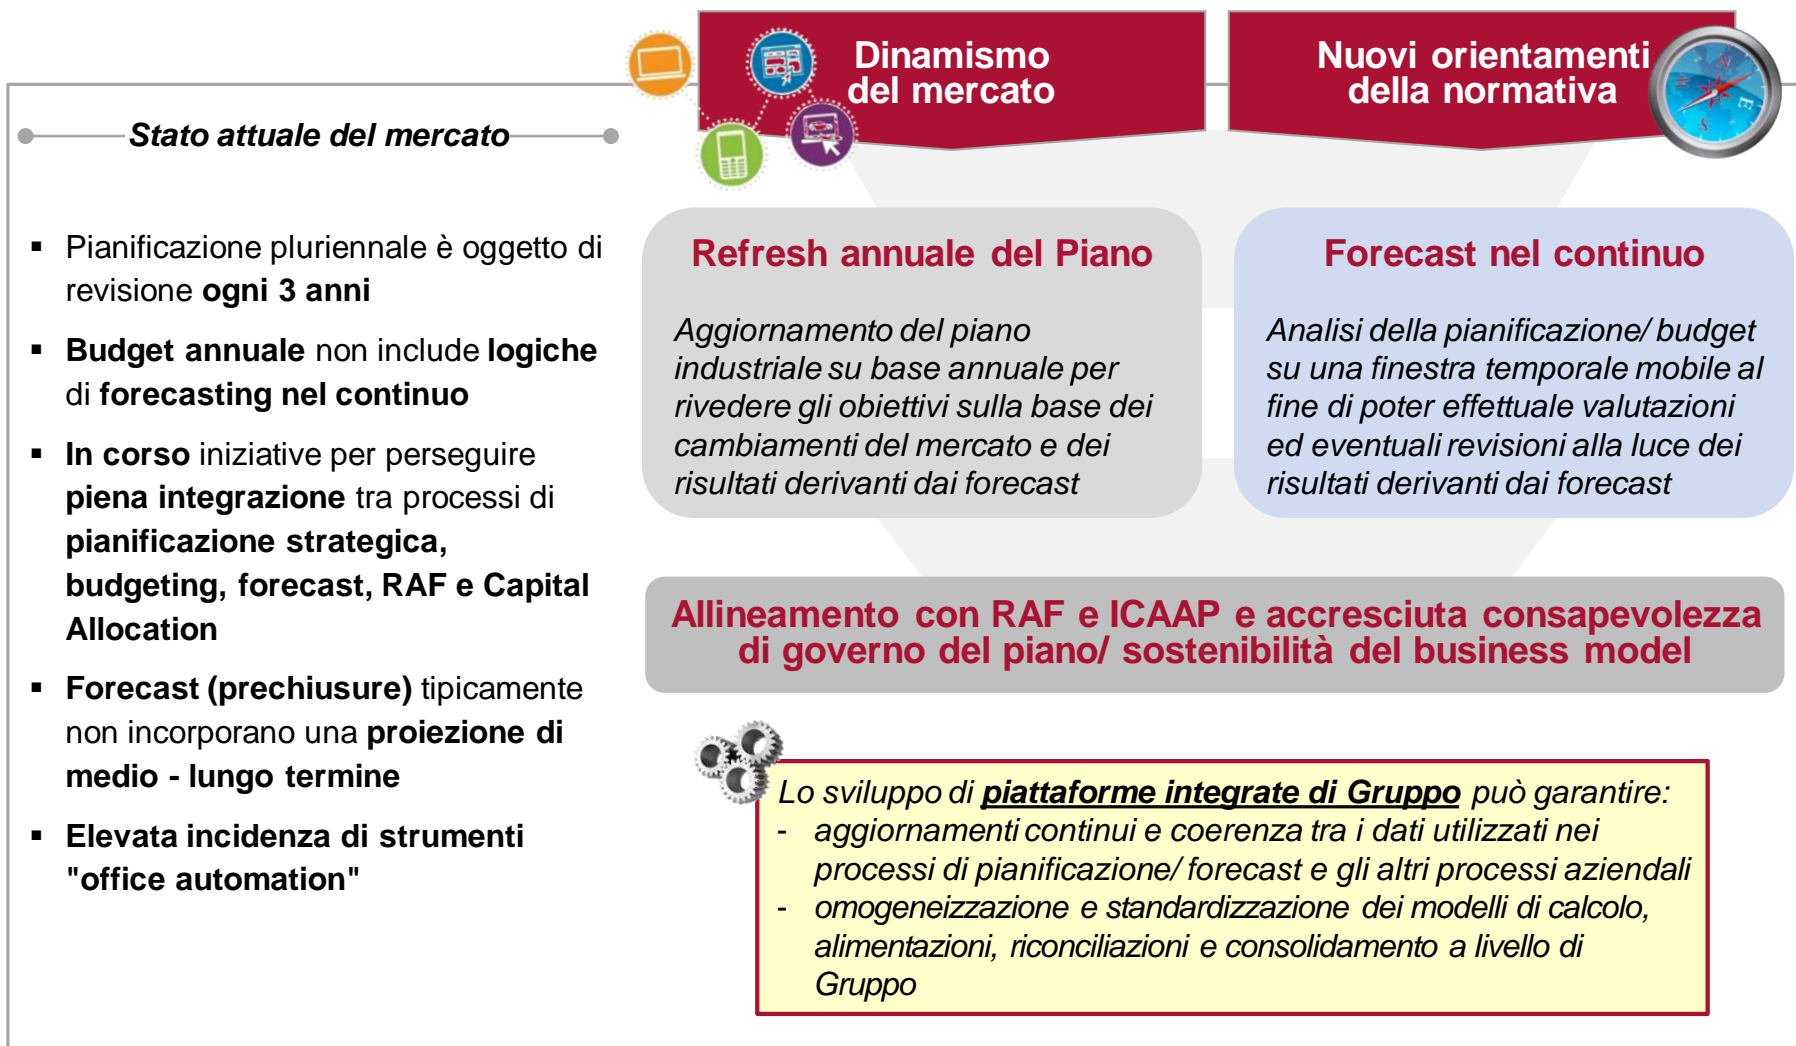 Dinamismo
del mercato
Nuovi orientamenti
della normativa
Stato attuale del mercato
▪ Pianificazione pluriennale è oggetto di
revisione ogni 3 anni
▪ Budget annuale non include logiche
di forecasting nel continuo
▪ In corso iniziative per perseguire
piena integrazione tra processi di
pianificazione strategica,
budgeting, forecast, RAF e Capital
Allocation
▪ Forecast (prechiusure) tipicamente
non incorporano una proiezione di
medio - lungo termine
▪ Elevata incidenza di strumenti
"office automation"
Refresh annuale del Piano
Aggiornamento del piano
industriale su base annuale per
rivedere gli obiettivi sulla base dei
cambiamenti del mercato e dei
risultati derivanti dai forecast
Forecast nel continuo
Analisi della pianificazione/ budget
su una finestra temporale mobile al
fine di poter effettuale valutazioni
ed eventuali revisioni alla luce dei
risultati derivanti dai forecast
Allineamento con RAF e ICAAP e accresciuta consapevolezza
di governo del piano/ sostenibilità del business model
Lo sviluppo di piattaforme integrate di Gruppo può garantire:
- aggiornamenti continui e coerenza tra i dati utilizzati nei
processi di pianificazione/ forecast e gli altri processi aziendali
- omogeneizzazione e standardizzazione dei modelli di calcolo,
alimentazioni, riconciliazioni e consolidamento a livello di
Gruppo